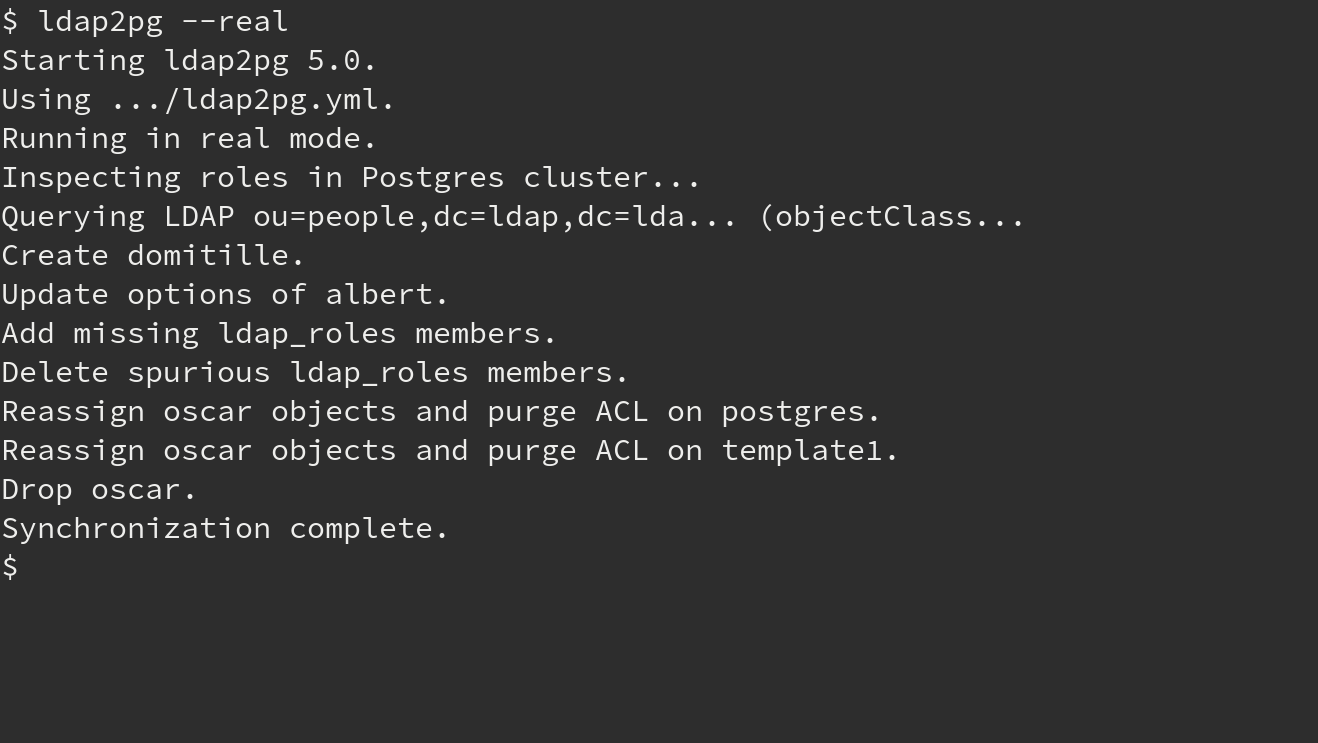 $ ldap2pg --real
Starting ldap2pg 5.0.
Using .../ldap2pg.yml.
Running in real mode.
Inspecting roles in Postgres cluster...
Querying LDAP ou=people,dc=ldap,dc=lda... (objectClass...
Create domitille.
Update options of albert.
Add missing ldap_roles members.
Delete spurious ldap_roles members.
Reassign oscar objects and purge ACL on postgres.
Reassign oscar objects and purge ACL on template1.
Drop oscar.
Synchronization complete.
$